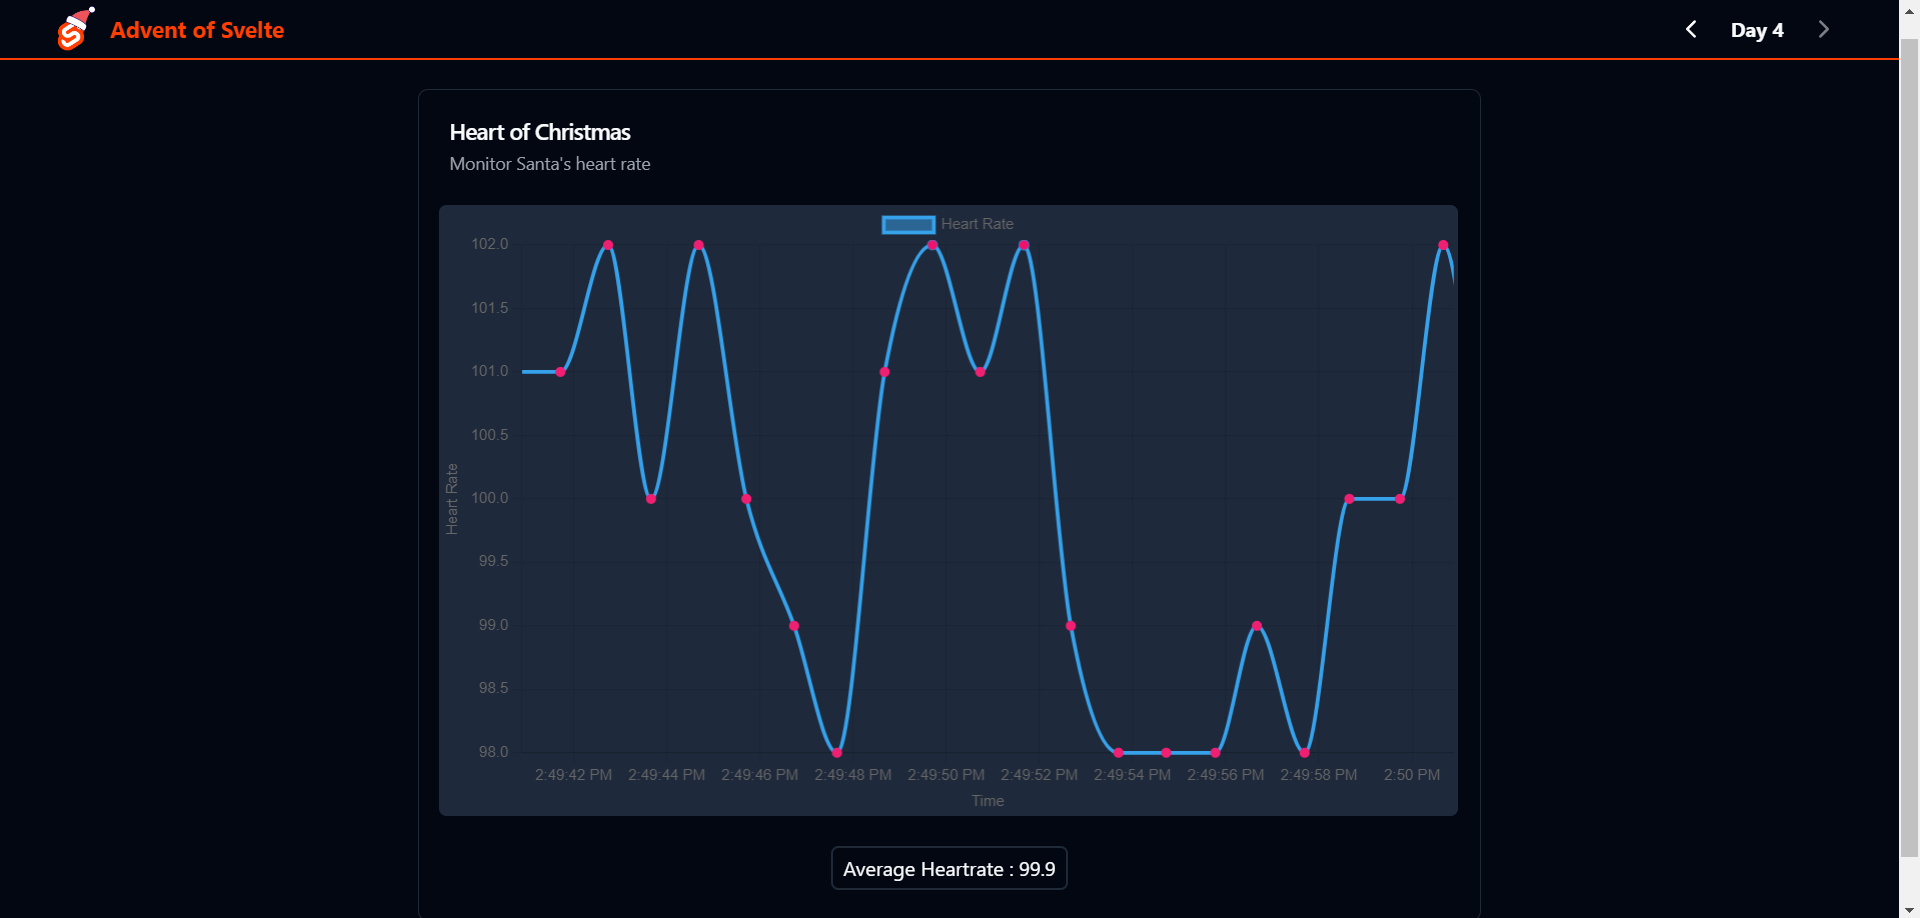 Advent of Svelte
Day 4
Heart of Christmas
Monitor Santa's heart rate
Heart Rate
102.0
101.5
101.0
100.5
100.0
99.5
99.0
98.5
98.0
Heart Rate
2:49:42 PM 2:49:44 PM 2:49:46 PM 2:49:48 PM 2:49:50 PM 2:49:52 PM 2:49:54 PM 2:49:56 PM 2:49:58 PM 2:50 PM
Time
Average Heartrate : 99.9